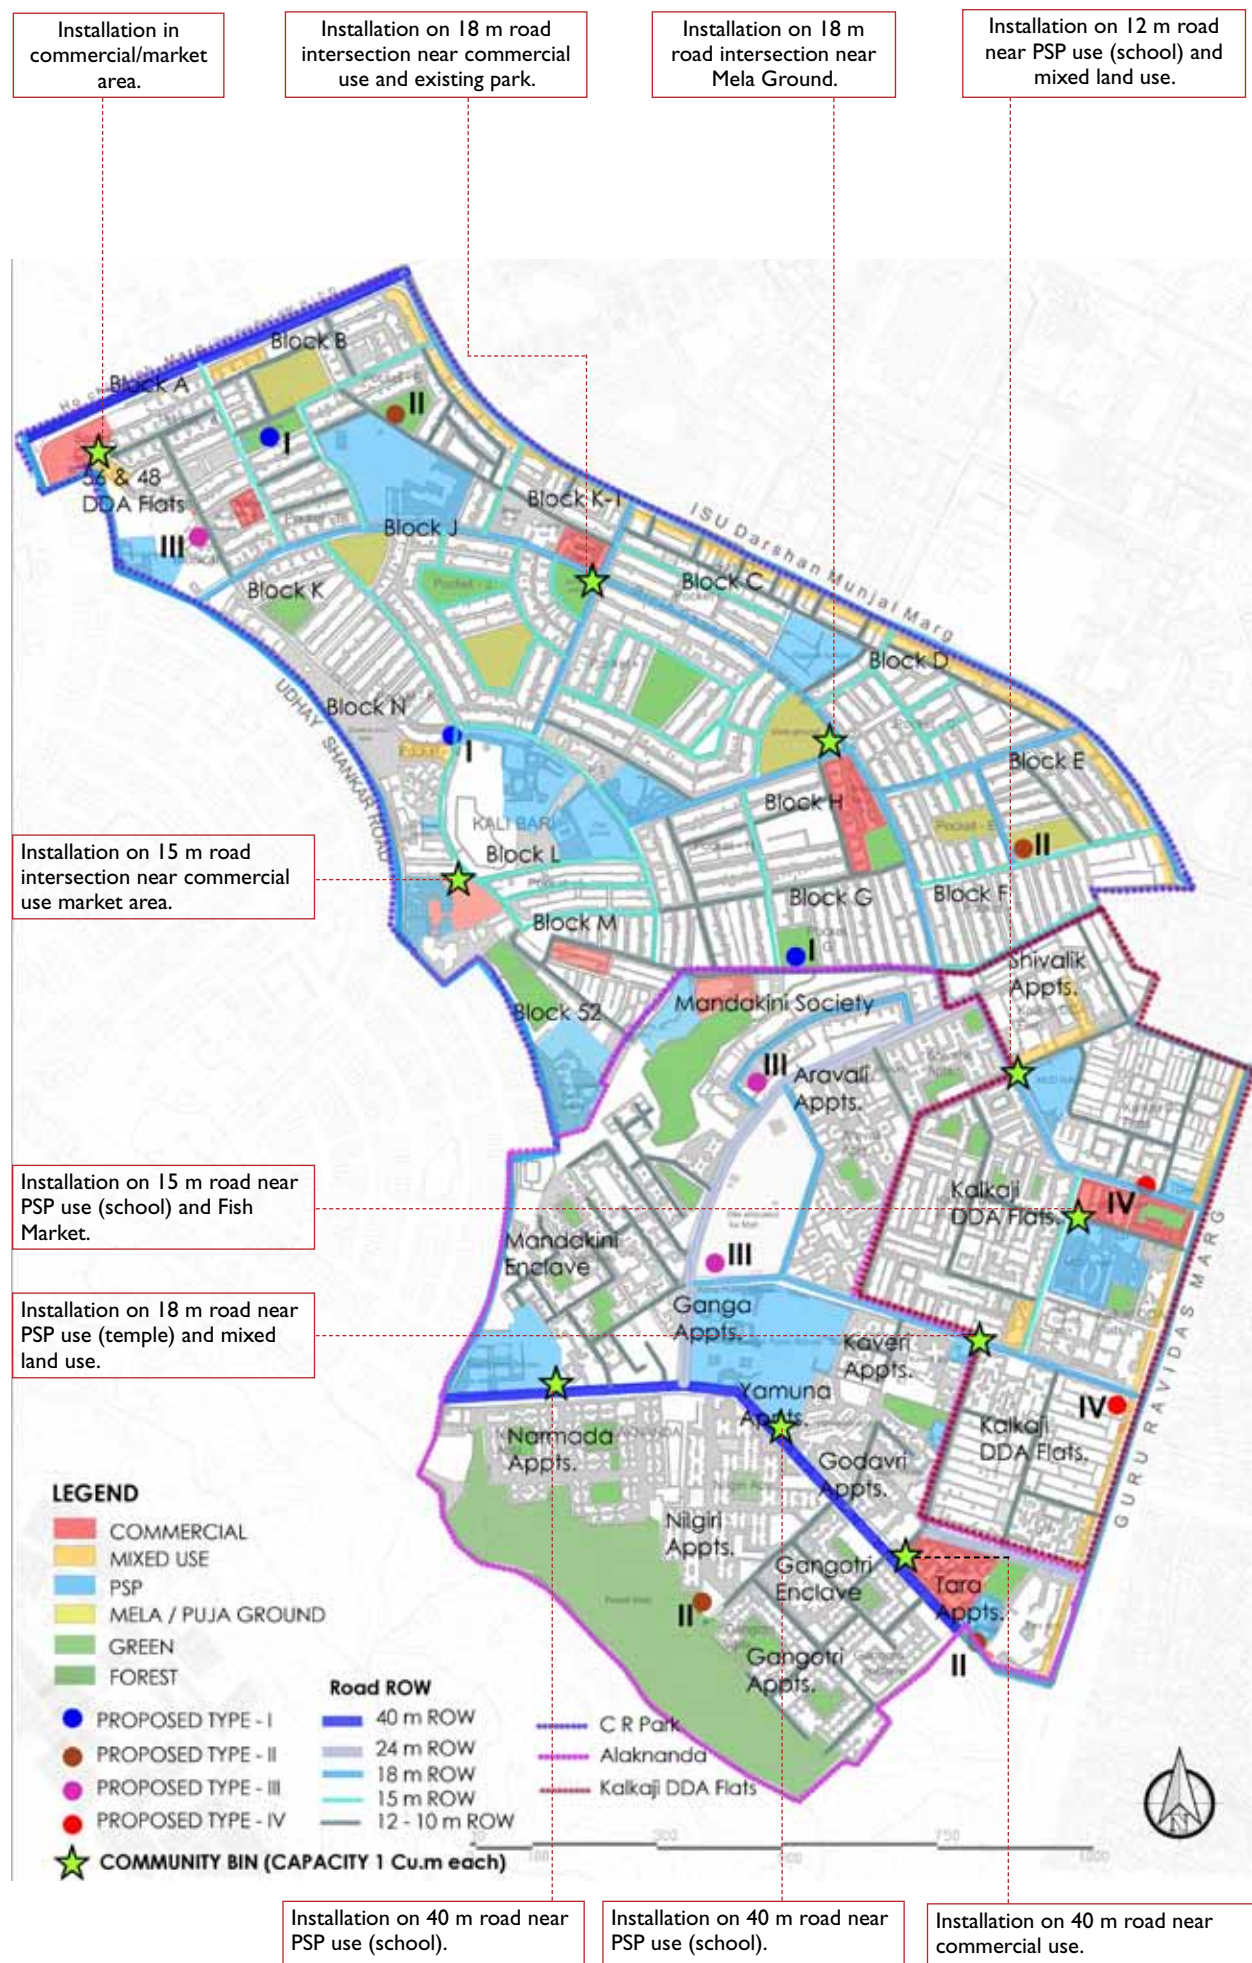 Installation in
commercial/market
area.
Installation on 18 m road
intersection near commercial
use and existing park.
Installation on 18 m
road intersection near
Mela Ground.
Installation on 12 m road
near PSP use (school) and
mixed land use.
Block B
Block A
II
I
56 & 48
DDA Flats
III
Block K-1
Block J
ISU Darshan Munjal Marg
Block K
Block C
Block D
Block N
UDHAY SHANKAR ROAD
I
Block E
Block H
KALI BARI
Block L
Pocket - E
II
Installation on 15 m road
intersection near commercial
use market area.
Block G
Block F
Block M
I
Shivalik
Appts.
Block 52
Mandakini Society
III
Aravali
Appts.
Installation on 15 m road near
PSP use (school) and Fish
Market.
Kalkaji
DDA Flats.
IV
Mandakini
Enclave
III
GURU RAVIDAS MARG
Installation on 18 m road near
PSP use (temple) and mixed
land use.
Ganga
Appts.
Kaveri
Appts.
Yamuna
Appts.
IV
Narmada
Appts.
Kalkaji
DDA Flats.
Godavri
Appts.
Nilgiri
Appts.
Gangotri
Enclave
Tara
Appts.
II
Gangotri
Appts.
II
LEGEND
COMMERCIAL
MIXED USE
PSP
MELA / PUJA GROUND
GREEN
FOREST
PROPOSED TYPE - I
PROPOSED TYPE - II
PROPOSED TYPE - III
PROPOSED TYPE - IV
COMMUNITY BIN (CAPACITY 1 Cu.m each)
Road ROW
40 m ROW
24 m ROW
18 m ROW
15 m ROW
12 - 10 m ROW
C R Park
Alaknanda
Kalkaji DDA Flats
N
Installation on 40 m road near
PSP use (school).
Installation on 40 m road near
PSP use (school).
Installation on 40 m road near
commercial use.